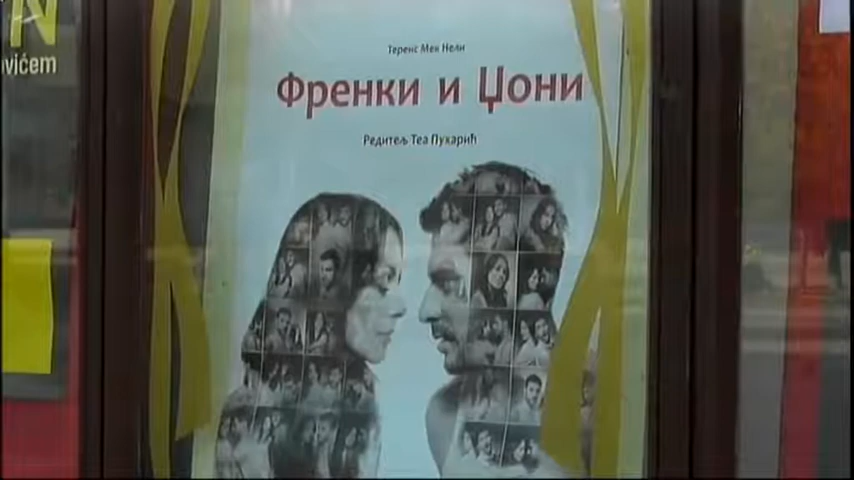 N
vićem
Теренс Мек Нели
Френки и Џони
Редитељ Теа Пухарић